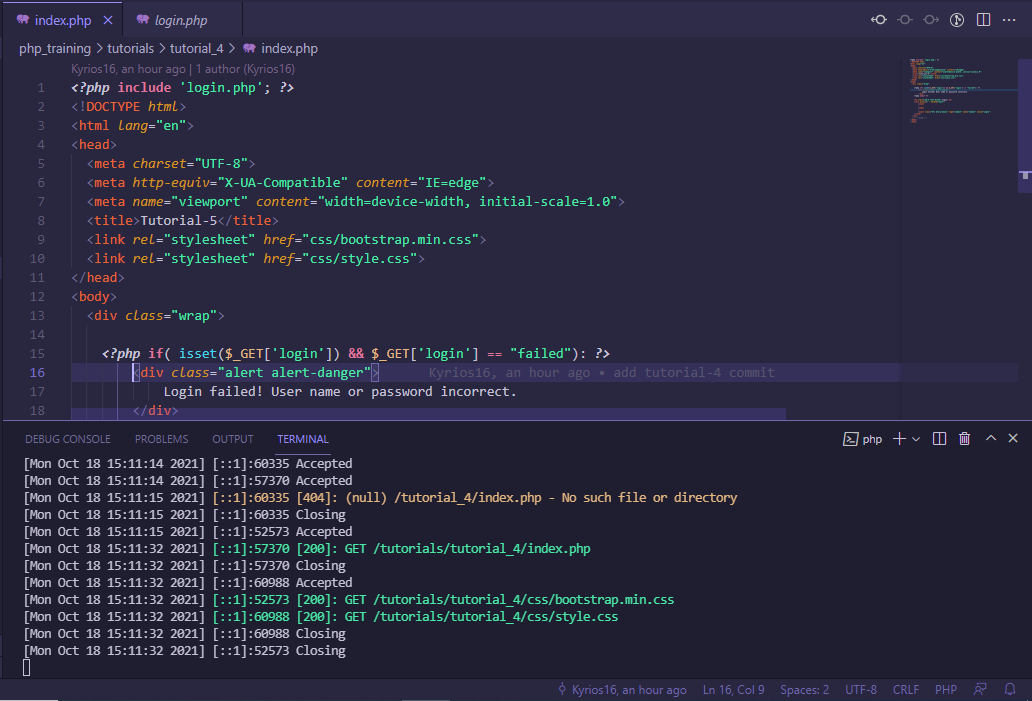 index.php
login.php
php_training > tutorials > tutorial_4 > index.php
Kyrios16, an hour ago | 1 author (Kyrios16)
1 <?php include 'login.php'; ?>
2 <!DOCTYPE html>
3 <html lang="en">
4 <head>
5 <meta charset="UTF-8">
6 <meta http-equiv="X-UA-Compatible" content="IE=edge">
7 <meta name="viewport" content="width=device-width, initial-scale=1.0">
8 <title>Tutorial-5</title>
9 <link rel="stylesheet" href="css/bootstrap.min.css">
10 <link rel="stylesheet" href="css/style.css">
11 </head>
12 <body>
13 <div class="wrap">
14
15 <?php if( isset($_GET['login']) && $_GET['login'] == "failed"): ?>
16 <div class="alert alert-danger"> Kyrios16, an hour ago • add tutorial-4 commit
17 Login failed! User name or password incorrect.
18 </div>
DEBUG CONSOLE PROBLEMS OUTPUT TERMINAL php
[Mon Oct 18 15:11:14 2021] [::1]:60335 Accepted
[Mon Oct 18 15:11:14 2021] [::1]:57370 Accepted
[Mon Oct 18 15:11:15 2021] [::1]:60335 [404]: (null) /tutorial_4/index.php - No such file or directory
[Mon Oct 18 15:11:15 2021] [::1]:60335 Closing
[Mon Oct 18 15:11:15 2021] [::1]:52573 Accepted
[Mon Oct 18 15:11:32 2021] [::1]:57370 [200]: GET /tutorials/tutorial_4/index.php
[Mon Oct 18 15:11:32 2021] [::1]:57370 Closing
[Mon Oct 18 15:11:32 2021] [::1]:60988 Accepted
[Mon Oct 18 15:11:32 2021] [::1]:52573 [200]: GET /tutorials/tutorial_4/css/bootstrap.min.css
[Mon Oct 18 15:11:32 2021] [::1]:60988 [200]: GET /tutorials/tutorial_4/css/style.css
[Mon Oct 18 15:11:32 2021] [::1]:60988 Closing
[Mon Oct 18 15:11:32 2021] [::1]:52573 Closing
Kyrios16, an hour ago Ln 16, Col 9 Spaces: 2 UTF-8 CRLF PHP